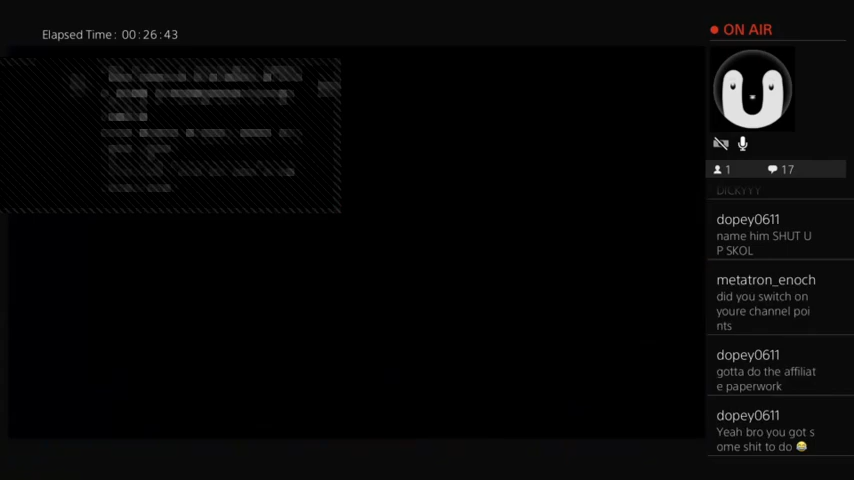 Elapsed Time: 00:26:43
ON AIR
1
17
DICKYYY
dopey0611
name him SHUT U
P SKOL
metatron_enoch
did you switch on
youre channel poi
nts
dopey0611
gotta do the affiliat
e paperwork
dopey0611
Yeah bro you got s
ome shit to do 😂